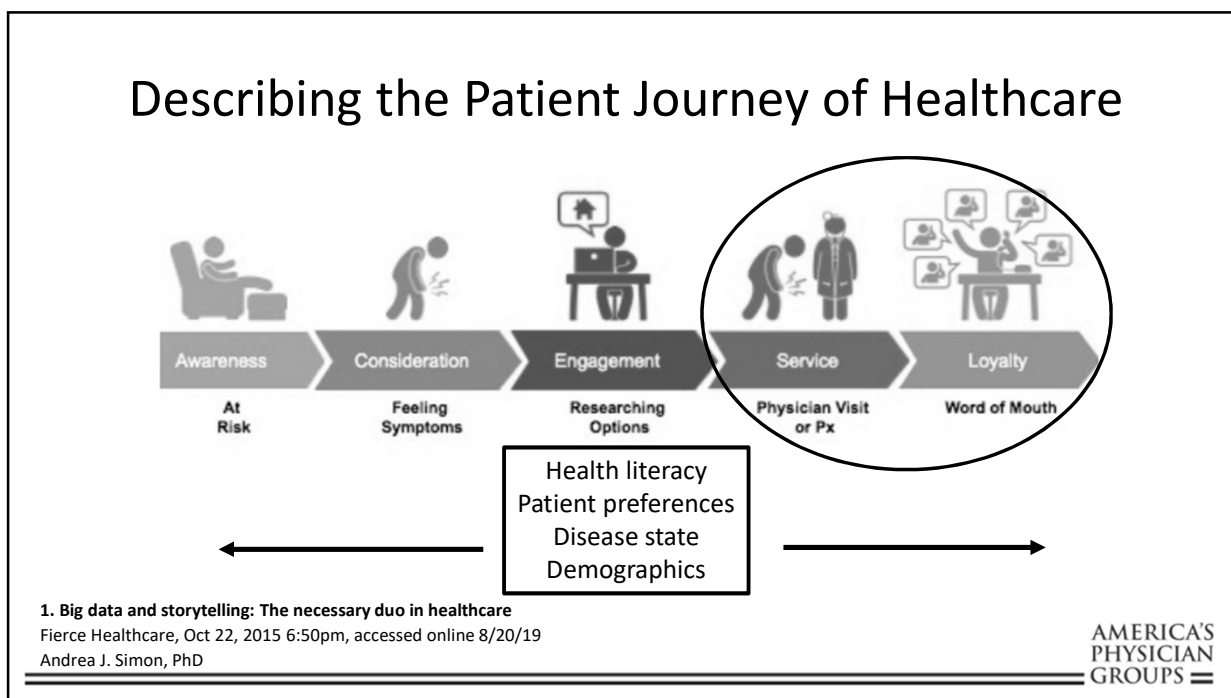 Describing the Patient Journey of Healthcare
Awareness
Consideration
Engagement
Service
Loyalty
At
Risk
Feeling
Symptoms
Researching
Options
Physician Visit
or Px
Word of Mouth
Health literacy
Patient preferences
Disease state
Demographics
1. Big data and storytelling: The necessary duo in healthcare
Fierce Healthcare, Oct 22, 2015 6:50pm, accessed online 8/20/19
Andrea J. Simon, PhD
AMERICA'S
PHYSICIAN
GROUPS